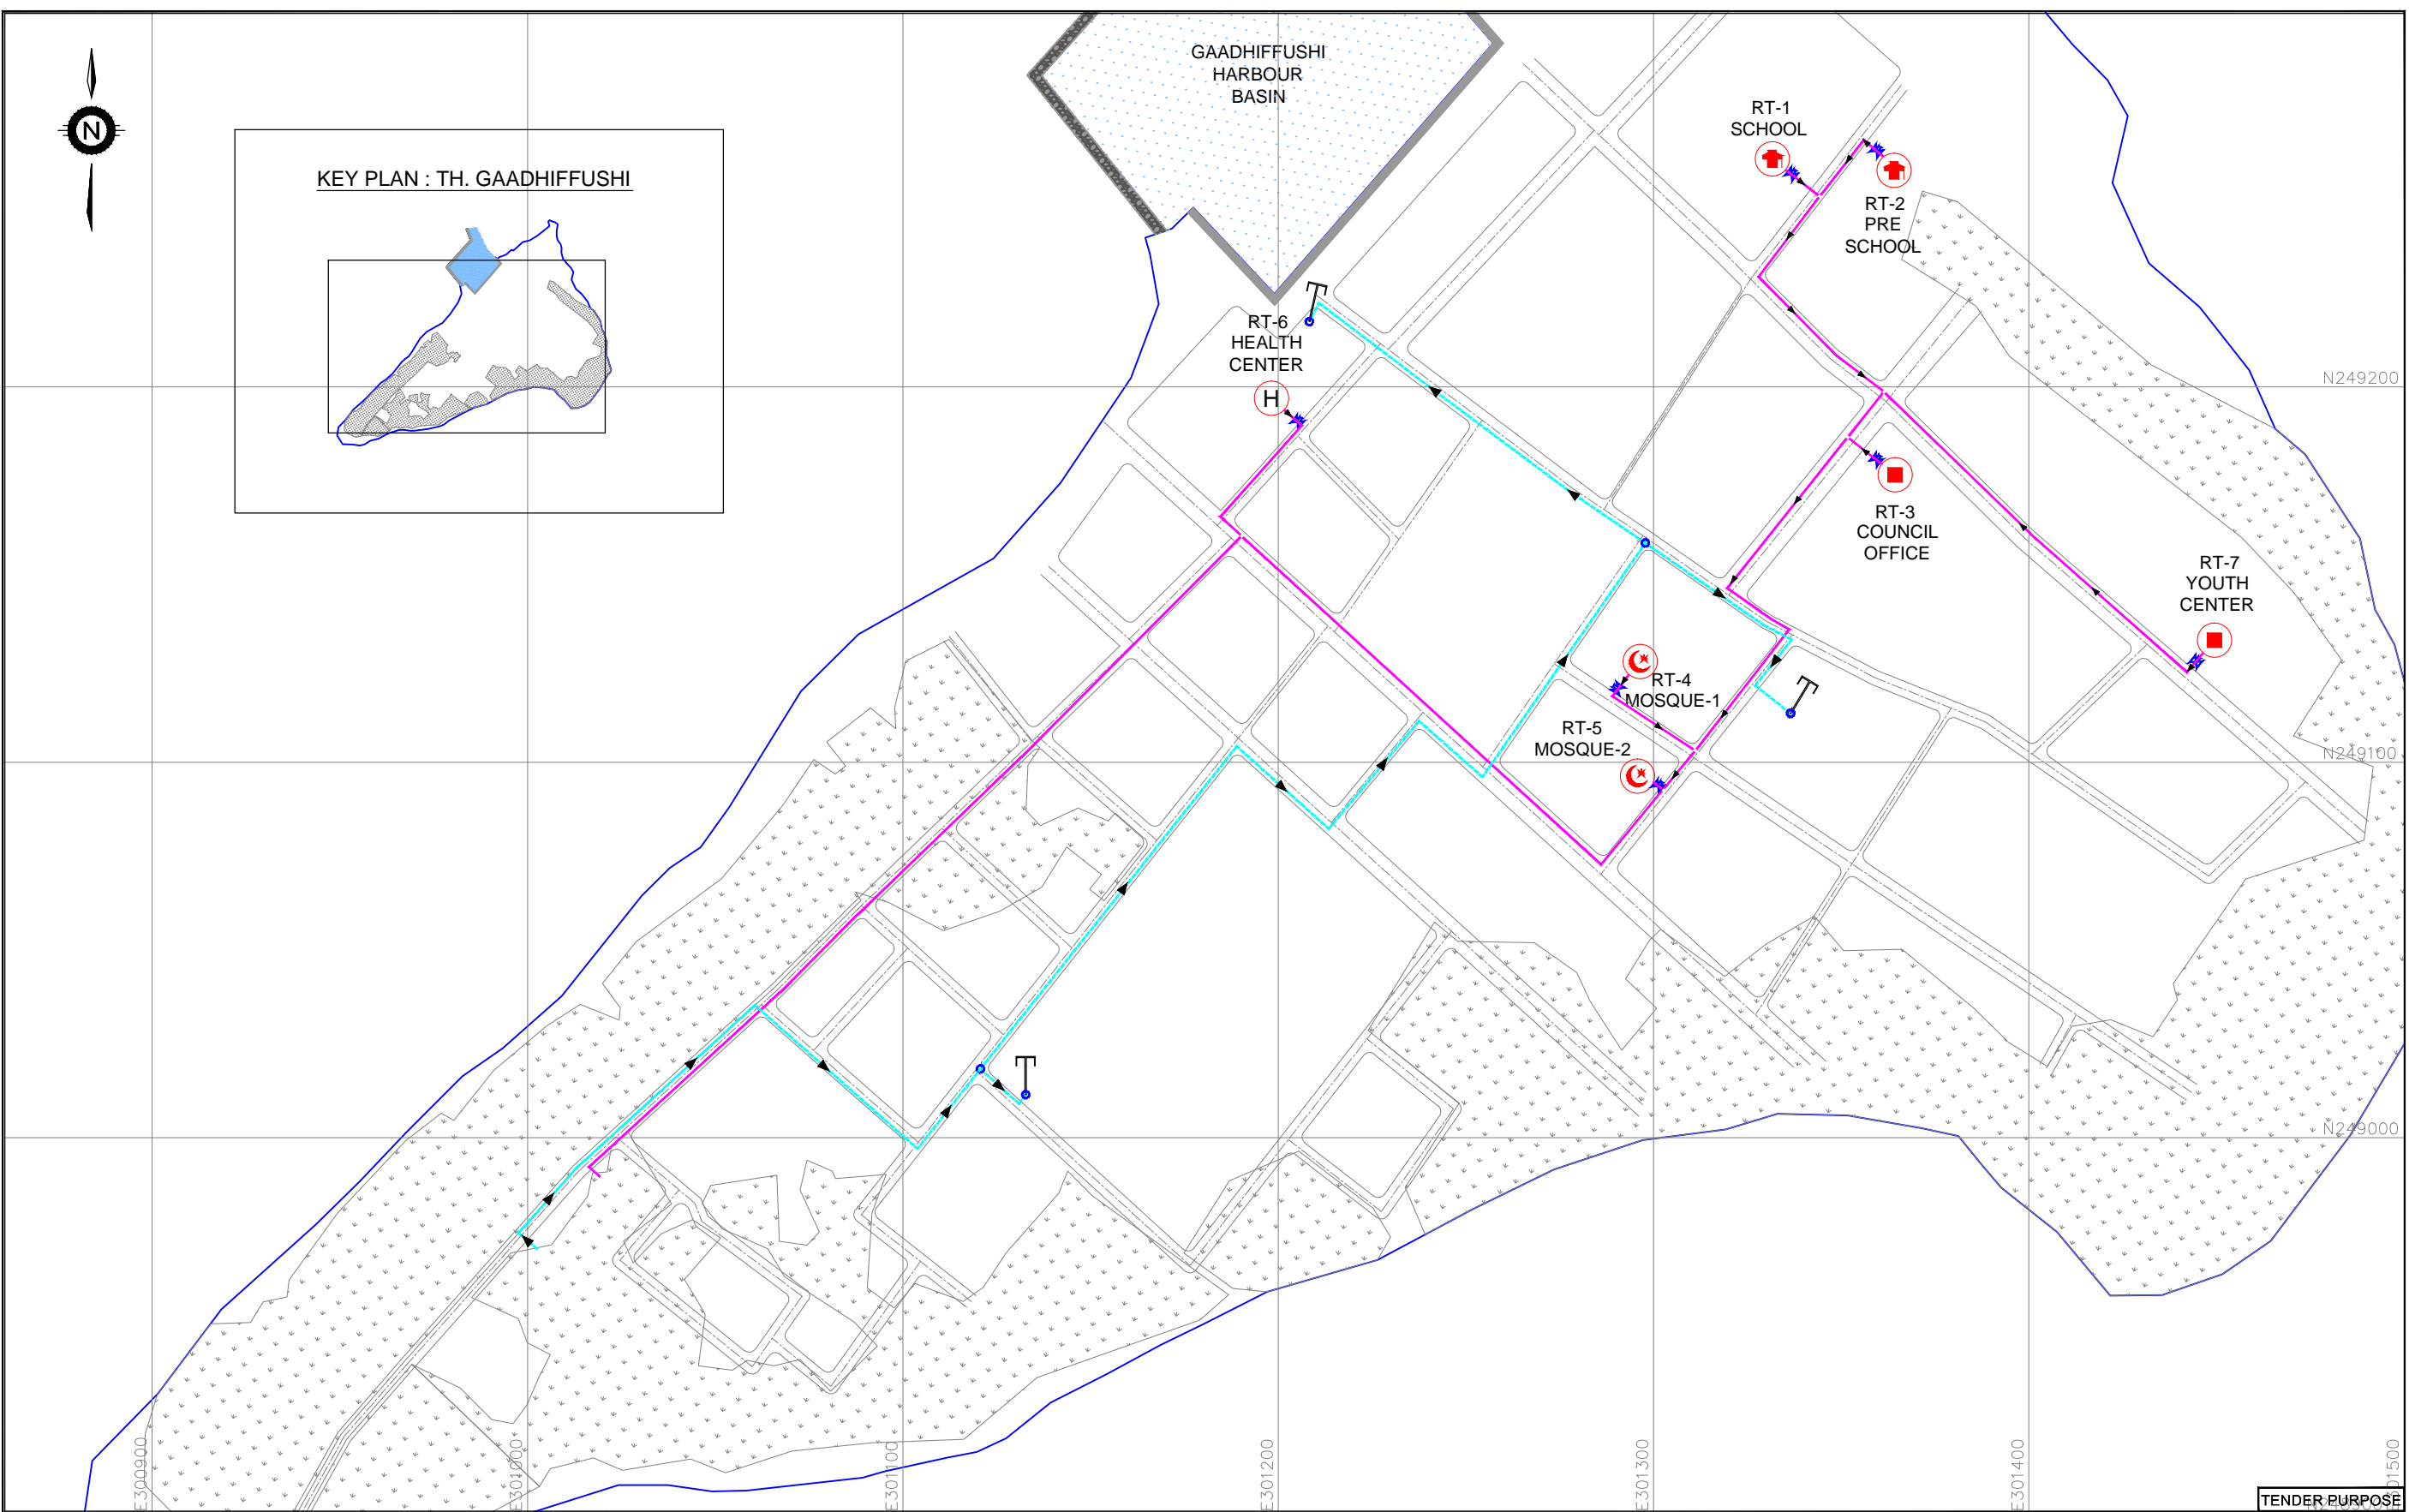 GAADHIFFUSHI
HARBOUR
BASIN
N
KEY PLAN : TH. GAADHIFFUSHI
RT-1
SCHOOL
RT-2
PRE
SCHOOL
RT-6
HEALTH
CENTER
H
N249200
RT-3
COUNCIL
OFFICE
RT-7
YOUTH
CENTER
RT-4
MOSQUE-1
RT-5
MOSQUE-2
N249100
N249000
E300900
E301000
E301100
E301200
E301300
E301400
E301500
TENDER PURPOSE